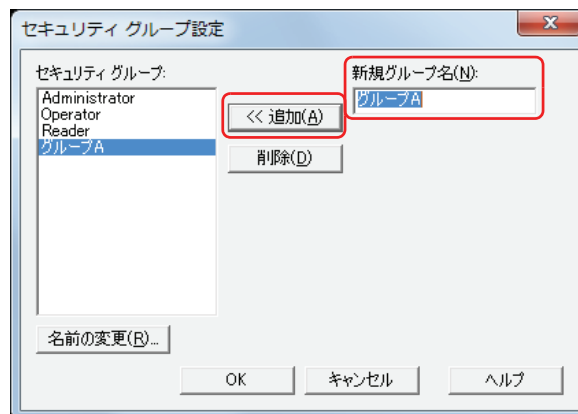 セキュリティ グループ設定
セキュリティ グループ:
Administrator
Operator
Reader
グループA
<< 追加(A)
削除(D)
新規グループ名(N):
グループA
名前の変更(R)...
OK
キャンセル
ヘルプ